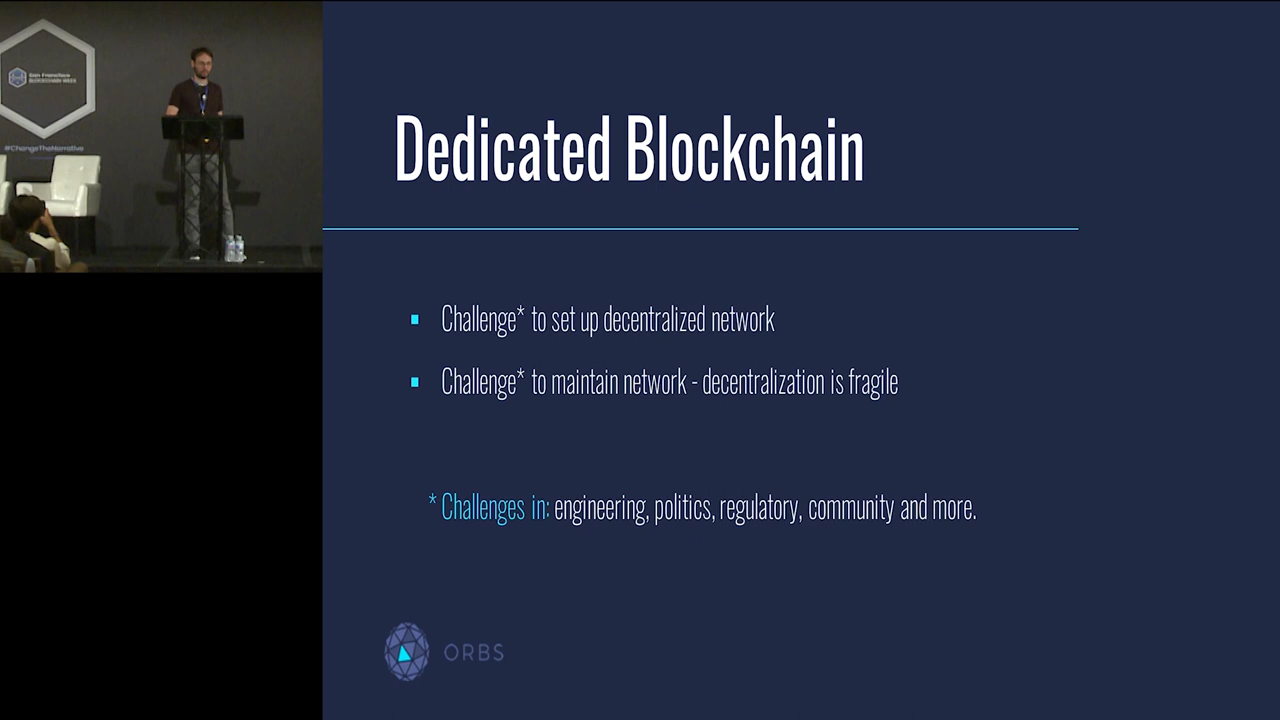 San Francisco
BLOCKCHAIN WEEK
#ChangeTheNarrative
Dedicated Blockchain
▪ Challenge* to set up decentralized network
▪ Challenge* to maintain network - decentralization is fragile
* Challenges in: engineering, politics, regulatory, community and more.
ORBS